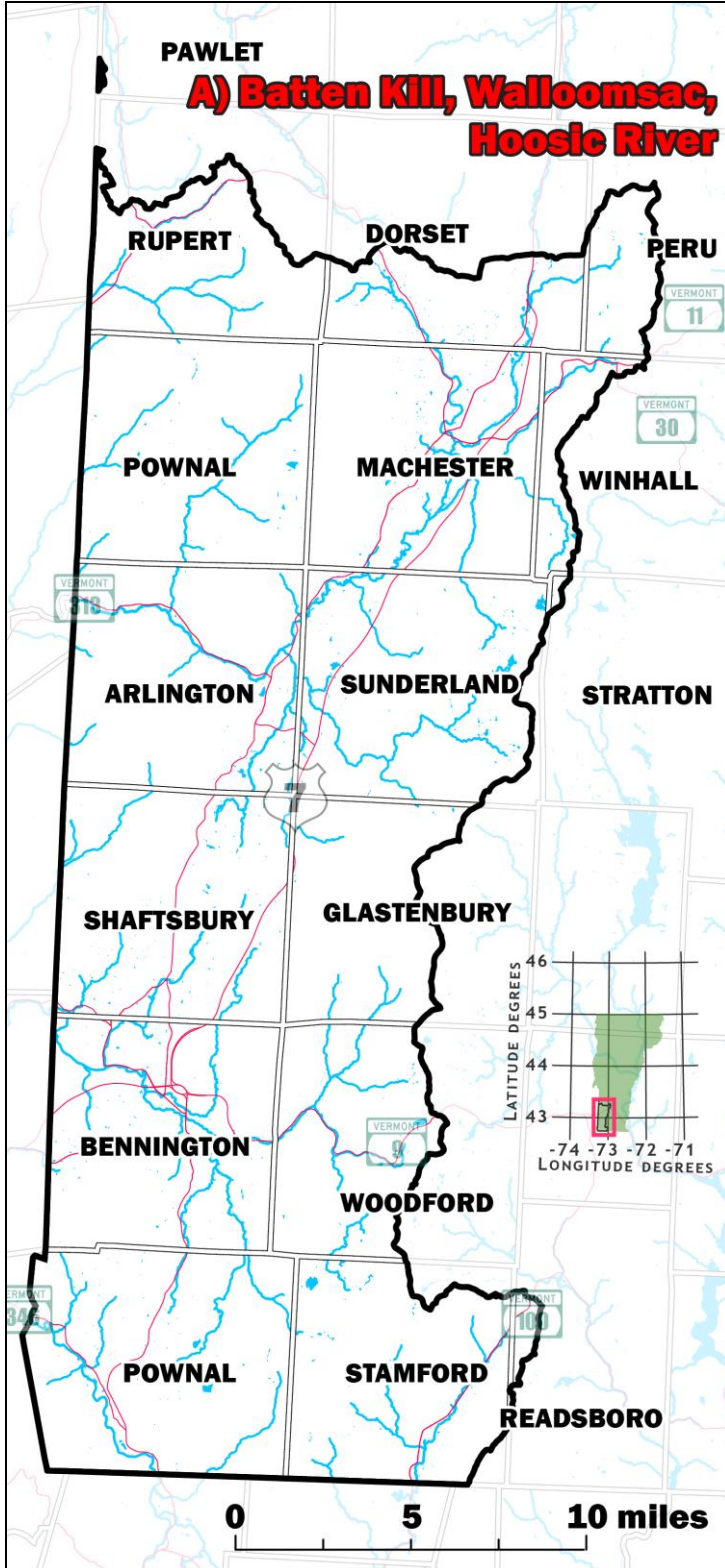 PAWLET
A) Batten Kill, Walloomsac,
Hoosic River
RUPERT
DORSET
PERU
VERMONT
11
VERMONT
30
POWNAL
MACHESTER
WINHALL
VERMONT
313
ARLINGTON
SUNDERLAND
STRATTON
7
SHAFTSBURY
GLASTENBURY
LATITUDE DEGREES
46
45
44
43
-74 -73 -72 -71
LONGITUDE DEGREES
BENNINGTON
VERMONT
9
WOODFORD
VERMONT
346
VERMONT
100
POWNAL
STAMFORD
READSBORO
0 5 10 miles